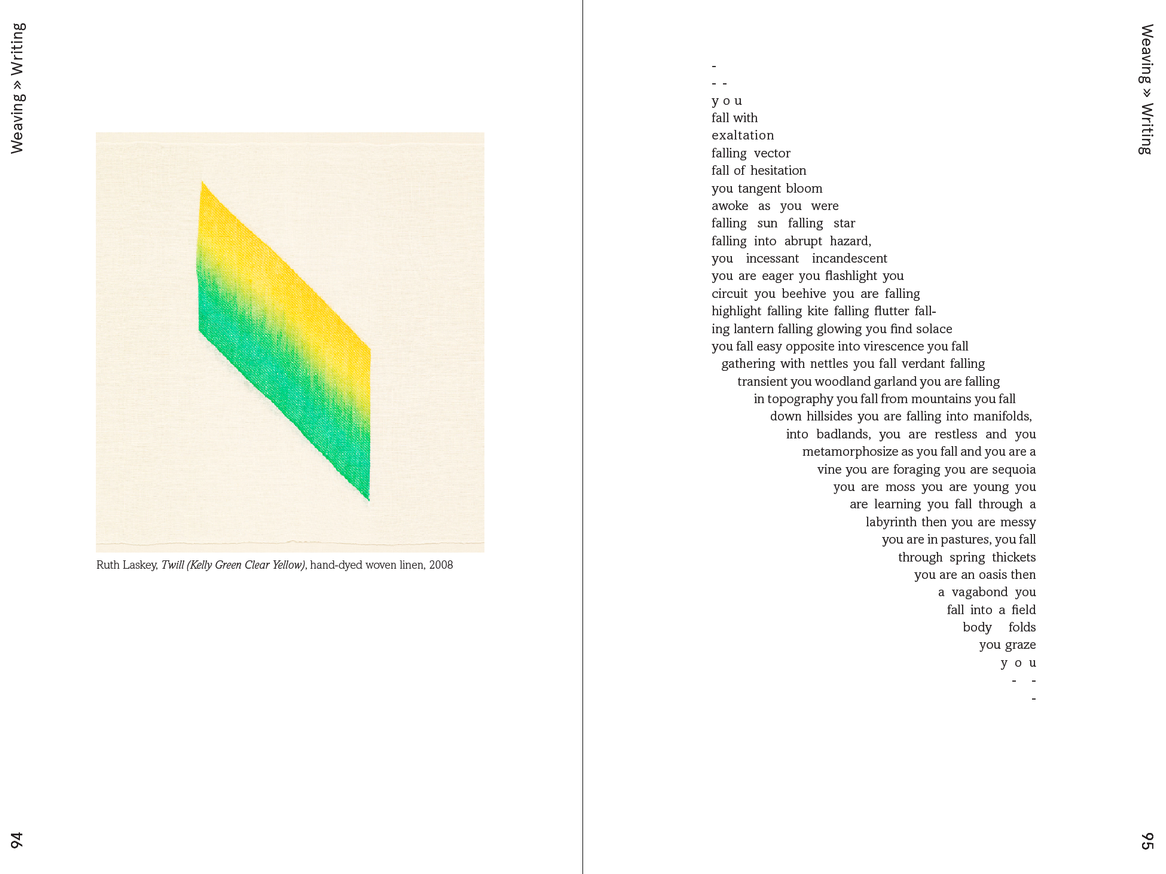 Weaving » Writing
Ruth Laskey, Twill (Kelly Green Clear Yellow), hand-dyed woven linen, 2008
94
Weaving » Writing
-
- -
y o u
fall with
exaltation
falling vector
fall of hesitation
you tangent bloom
awoke as you were
falling sun falling star
falling into abrupt hazard,
you incessant incandescent
you are eager you flashlight you
circuit you beehive you are falling
highlight falling kite falling flutter fall-
ing lantern falling glowing you find solace
you fall easy opposite into virescence you fall
gathering with nettles you fall verdant falling
transient you woodland garland you are falling
in topography you fall from mountains you fall
down hillsides you are falling into manifolds,
into badlands, you are restless and you
metamorphosize as you fall and you are a
vine you are foraging you are sequoia
you are moss you are young you
are learning you fall through a
labyrinth then you are messy
you are in pastures, you fall
through spring thickets
you are an oasis then
a vagabond you
fall into a field
body folds
you graze
y o u
- -
-
95